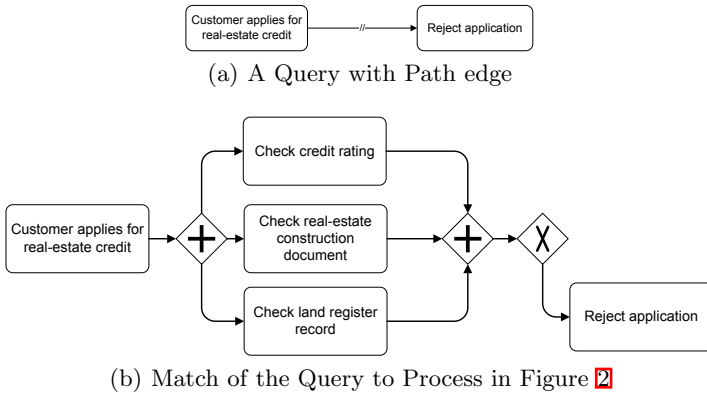 Customer applies for
real-estate credit
//
Reject application
(a) A Query with Path edge
Check credit rating
Customer applies for
real-estate credit
Check real-estate
construction
document
Check land register
record
Reject application
(b) Match of the Query to Process in Figure 2